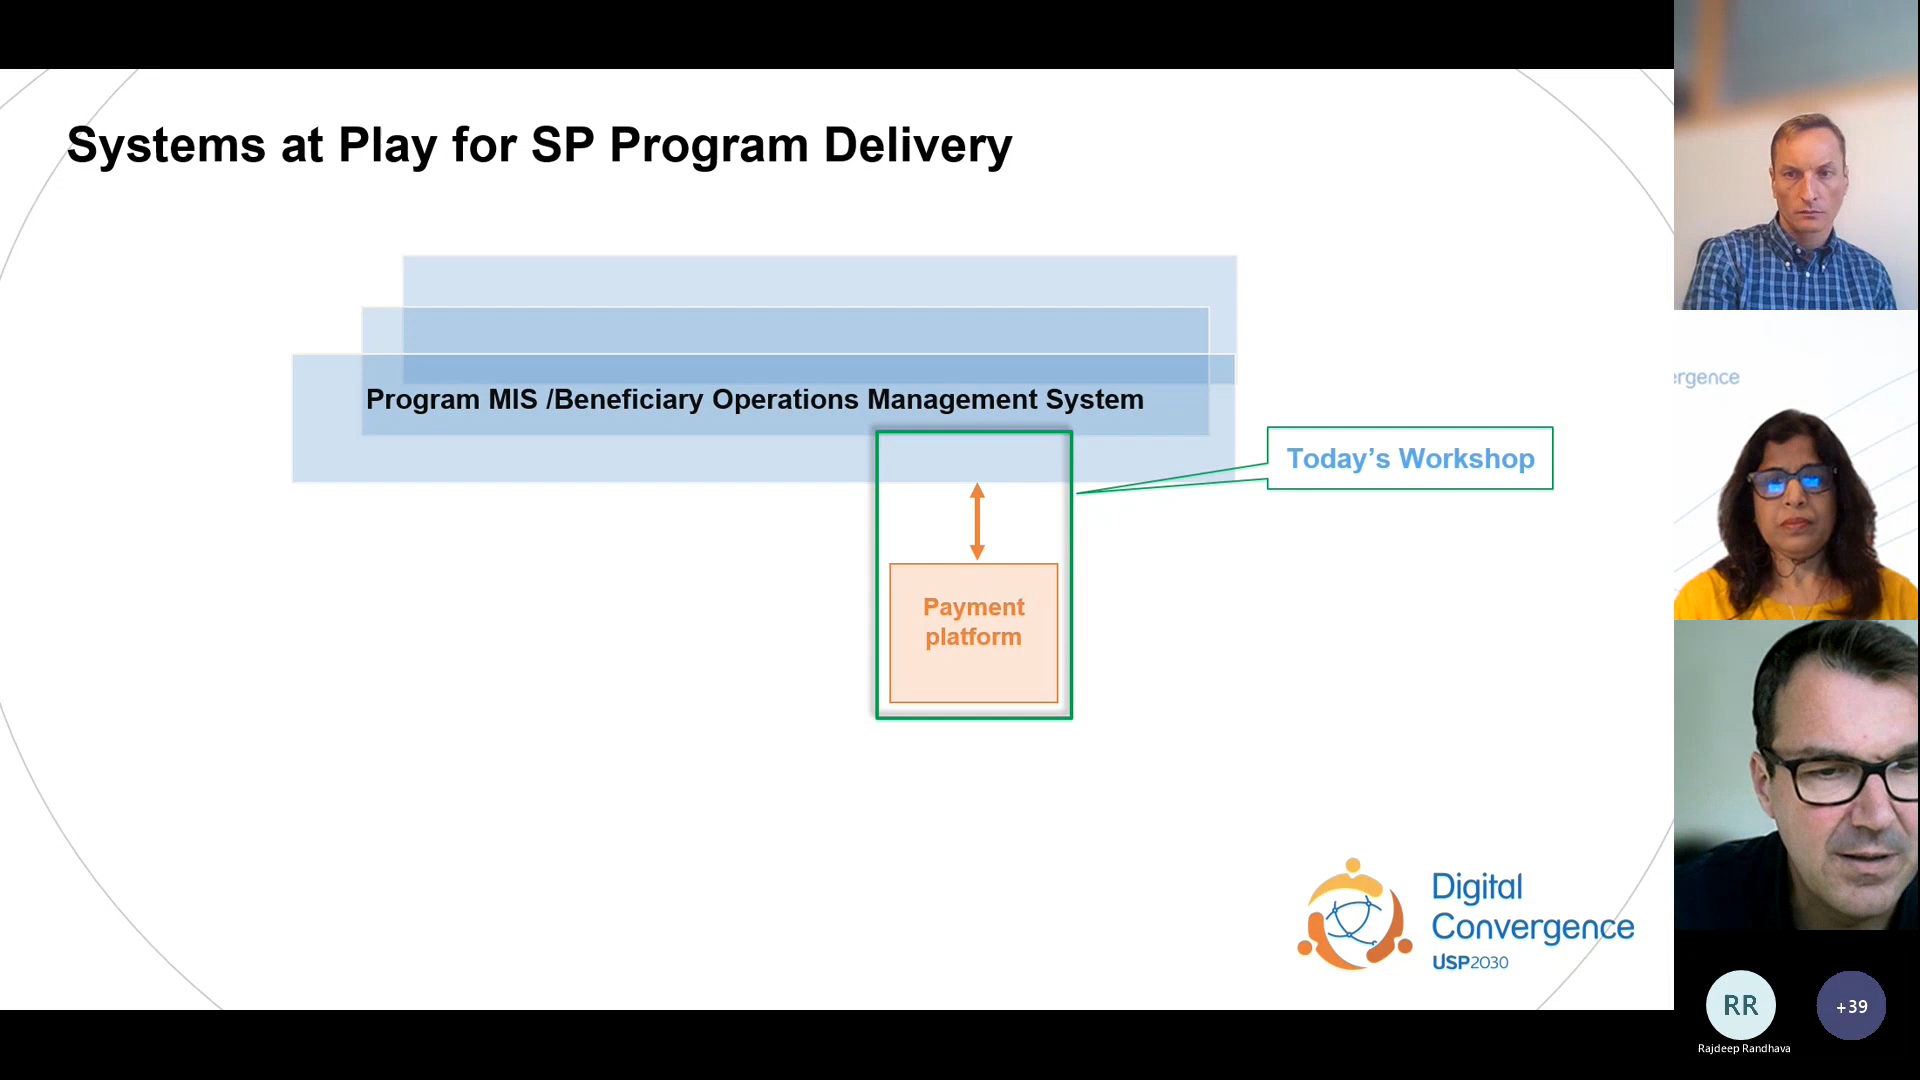 Systems at Play for SP Program Delivery
Program MIS /Beneficiary Operations Management System
Today’s Workshop
Payment
platform
Digital
Convergence
USP2030
ergence
RR
+39
Rajdeep Randhava